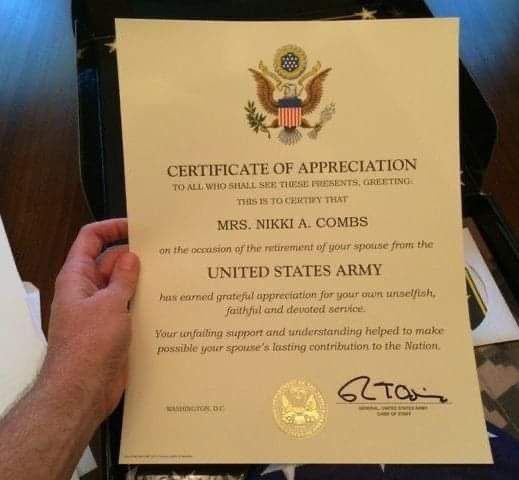 CERTIFICATE OF APPRECIATION
TO ALL WHO SHALL SEE THESE PRESENTS, GREETING:
THIS IS TO CERTIFY THAT
MRS. NIKKI A. COMBS
on the occasion of the retirement of your spouse from the
UNITED STATES ARMY
has earned grateful appreciation for your own unselfish,
faithful and devoted service.
Your unfailing support and understanding helped to make
possible your spouse's lasting contribution to the Nation.
WASHINGTON, D.C.
GENERAL, UNITED STATES ARMY
CHIEF OF STAFF